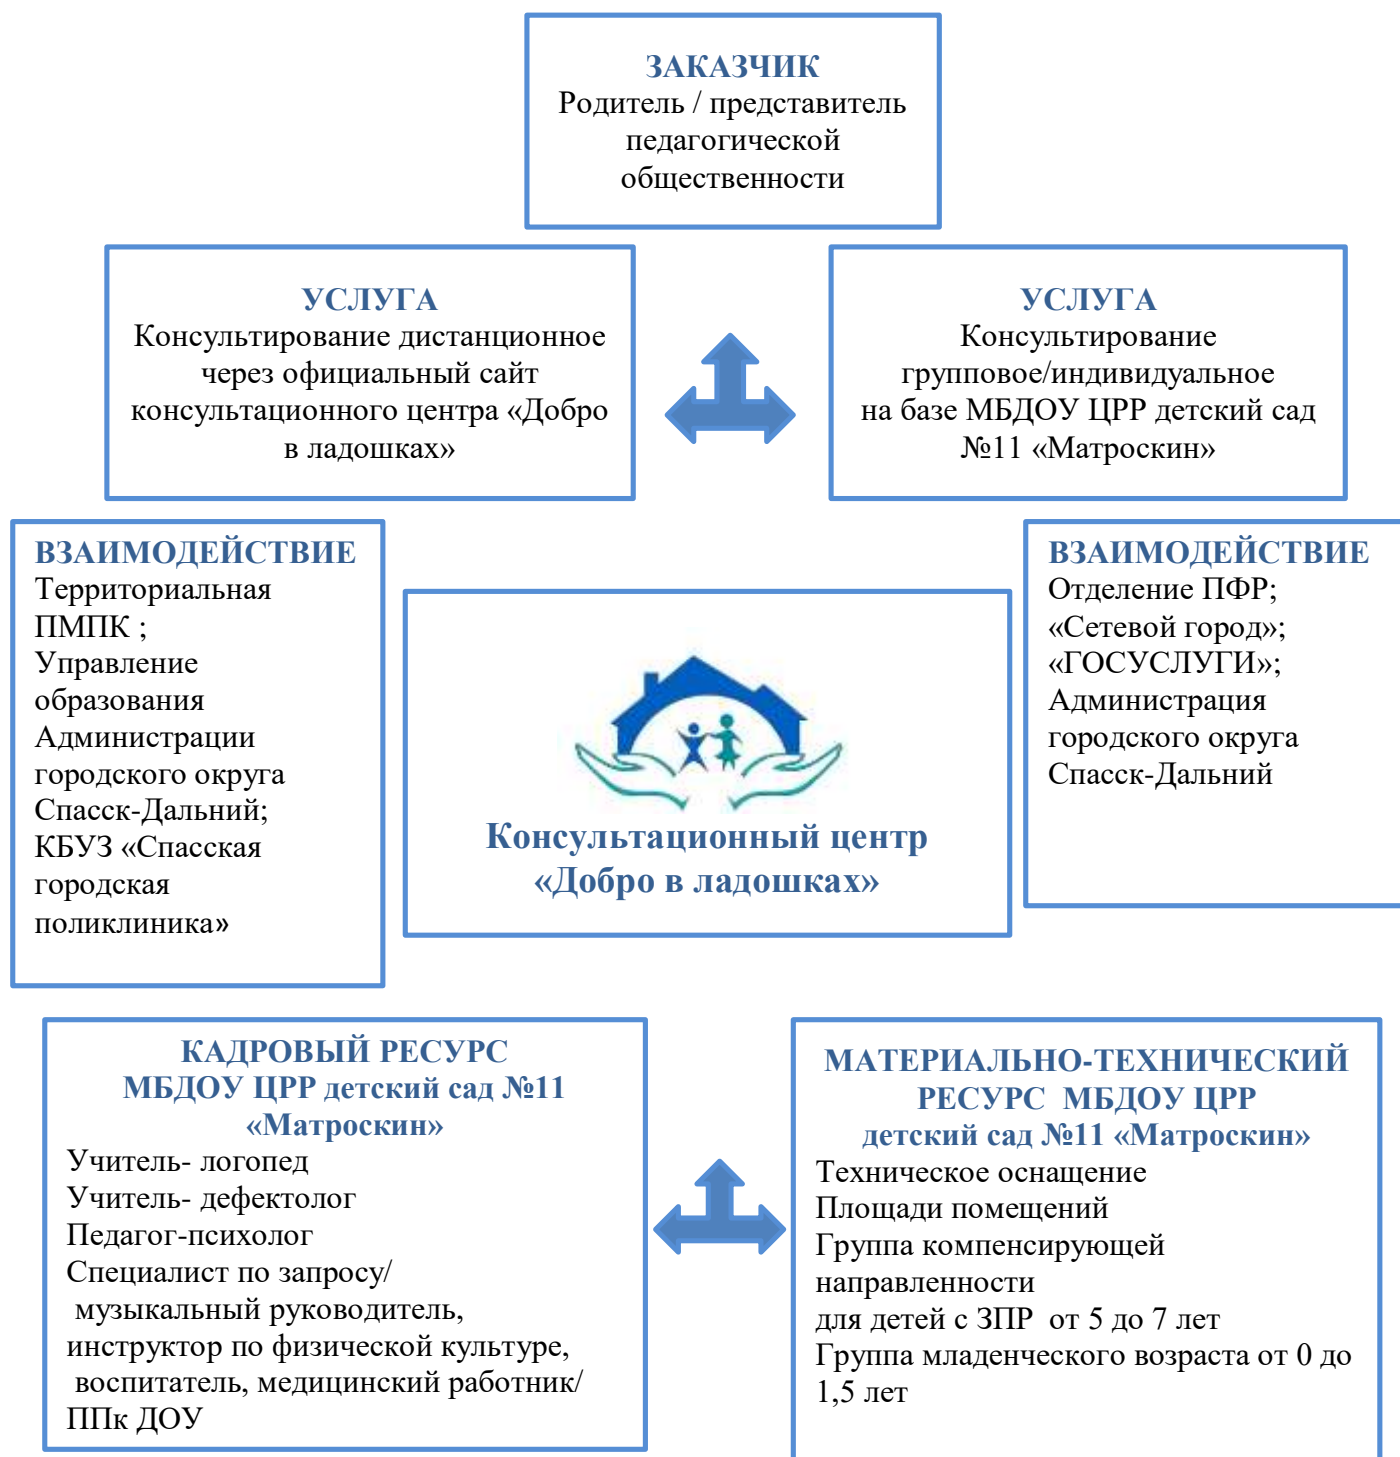 ЗАКАЗЧИК
Родитель / представитель
педагогической
общественности
УСЛУГА
Консультирование дистанционное
через официальный сайт
консультационного центра «Добро
в ладошках»
УСЛУГА
Консультирование
групповое/индивидуальное
на базе МБДОУ ЦРР детский сад
№11 «Матроскин»
ВЗАИМОДЕЙСТВИЕ
Территориальная
ПМПК ;
Управление
образования
Администрации
городского округа
Спасск-Дальний;
КБУЗ «Спасская
городская
поликлиника»
Консультационный центр
«Добро в ладошках»
ВЗАИМОДЕЙСТВИЕ
Отделение ПФР;
«Сетевой город»;
«ГОСУСЛУГИ»;
Администрация
городского округа
Спасск-Дальний
КАДРОВЫЙ РЕСУРС
МБДОУ ЦРР детский сад №11
«Матроскин»
Учитель- логопед
Учитель- дефектолог
Педагог-психолог
Специалист по запросу/
музыкальный руководитель,
инструктор по физической культуре,
воспитатель, медицинский работник/
ППк ДОУ
МАТЕРИАЛЬНО-ТЕХНИЧЕСКИЙ
РЕСУРС МБДОУ ЦРР
детский сад №11 «Матроскин»
Техническое оснащение
Площади помещений
Группа компенсирующей
направленности
для детей с ЗПР от 5 до 7 лет
Группа младенческого возраста от 0 до
1,5 лет